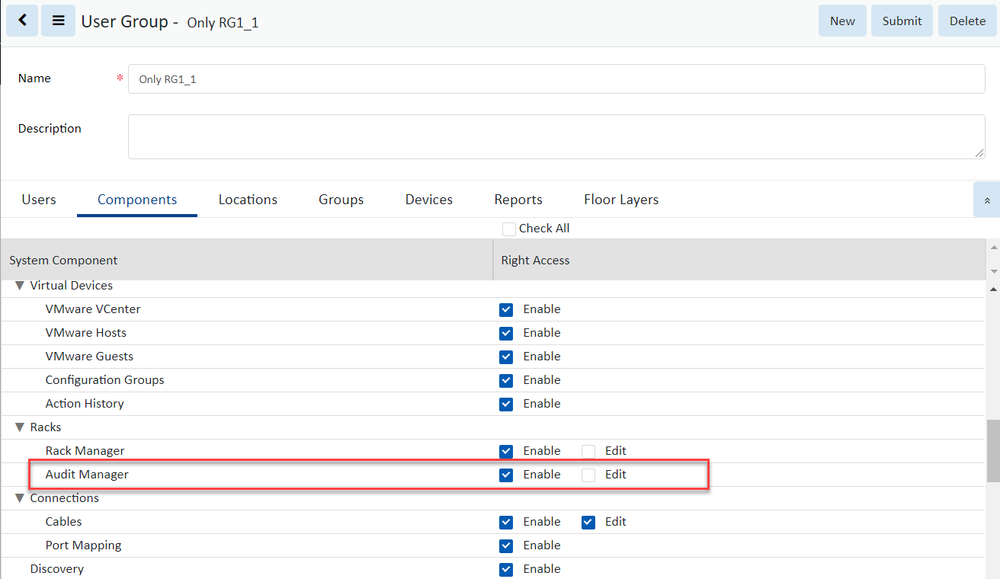 User Group - Only RG1_1 New Submit Delete
Name * Only RG1_1
Description
Users Components Locations Groups Devices Reports Floor Layers
Check All
System Component Right Access
Virtual Devices
VMware VCenter Enable
VMware Hosts Enable
VMware Guests Enable
Configuration Groups Enable
Action History Enable
Racks
Rack Manager Enable Edit
Audit Manager Enable Edit
Connections
Cables Enable Edit
Port Mapping Enable
Discovery Enable